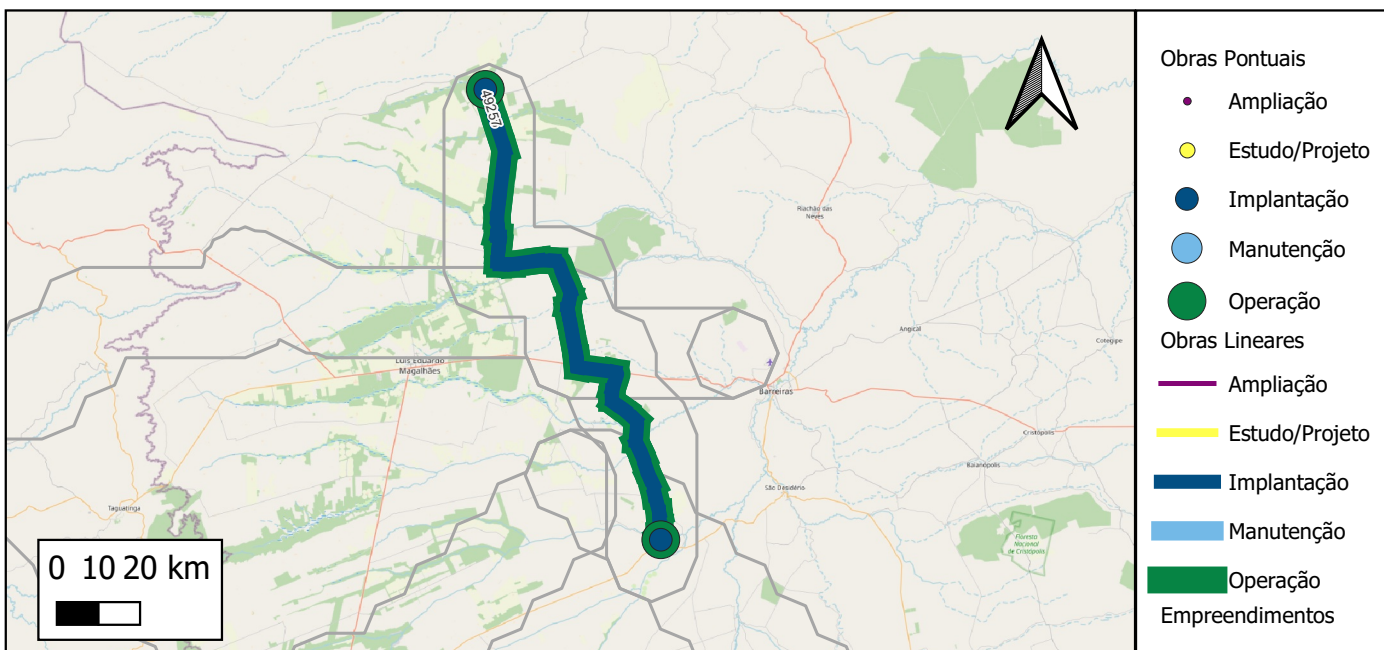 49257
Riachão das
Neves
Angical
Cotegipe
Luís Eduardo
Magalhães
Barreiras
Cristópolis
Baianópolis
São Desidério
Taguatinga
Floresta
Nacional
de Cristópolis
0 10 20 km
Obras Pontuais
Ampliação
Estudo/Projeto
Implantação
Manutenção
Operação
Obras Lineares
Ampliação
Estudo/Projeto
Implantação
Manutenção
Operação
Empreendimentos